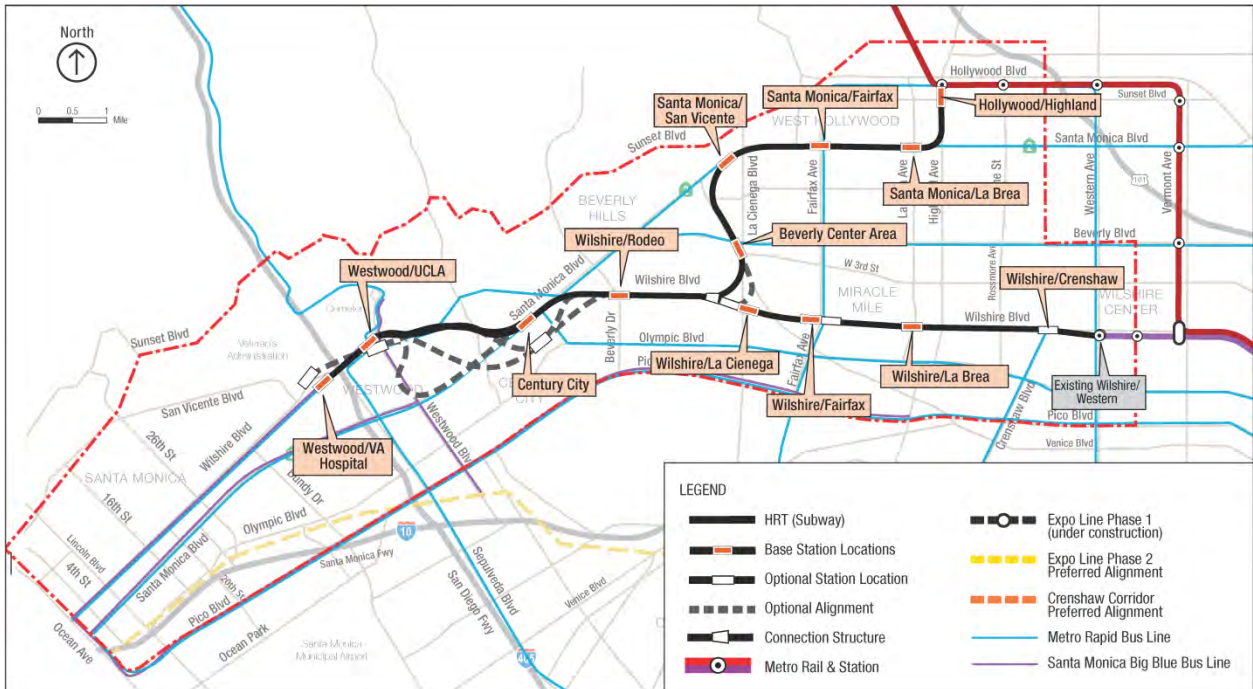 North
0 0.5 1
Mile
Hollywood Blvd
Sunset Blvd
Santa Monica/
San Vicente
Santa Monica/Fairfax
Hollywood/Highland
WEST HOLLYWOOD
Sunset Blvd
Santa Monica Blvd
101
La Cienega Blvd
Fairfax Ave
Santa Monica/La Brea
Western Ave
Vermont Ave
BEVERLY
HILLS
Beverly Center Area
Beverly Blvd
Wilshire/Rodeo
W 3rd St
Rossmore Ave
Westwood/UCLA
Santa Monica Blvd
Wilshire Blvd
MIRACLE
MILE
Wilshire/Crenshaw
WILSHIRE
CENTER
Wilshire Blvd
Sunset Blvd
Veterans
Administration
Beverly Dr
Olympic Blvd
Wilshire/La Cienega
Fairfax Ave
Wilshire/La Brea
Existing Wilshire/
Western
WESTWOOD
Century City
CITY
Wilshire/Fairfax
Crenshaw Blvd
Pico Blvd
Venice Blvd
San Vicente Blvd
Westwood/VA
Hospital
Wilshire Blvd
26th St
SANTA MONICA
16th St
Bundy Dr
Olympic Blvd
10
Lincoln Blvd
4th St
Santa Monica Blvd
20th St
Santa Monica Fwy
Pico Blvd
Ocean Ave
Ocean Park
Santa Monica
Municipal Airport
Sepulveda Blvd
San Diego Fwy
Venice Blvd
LEGEND
HRT (Subway)
Base Station Locations
Optional Station Location
Optional Alignment
Connection Structure
Metro Rail & Station
Expo Line Phase 1
(under construction)
Expo Line Phase 2
Preferred Alignment
Crenshaw Corridor
Preferred Alignment
Metro Rapid Bus Line
Santa Monica Big Blue Bus Line